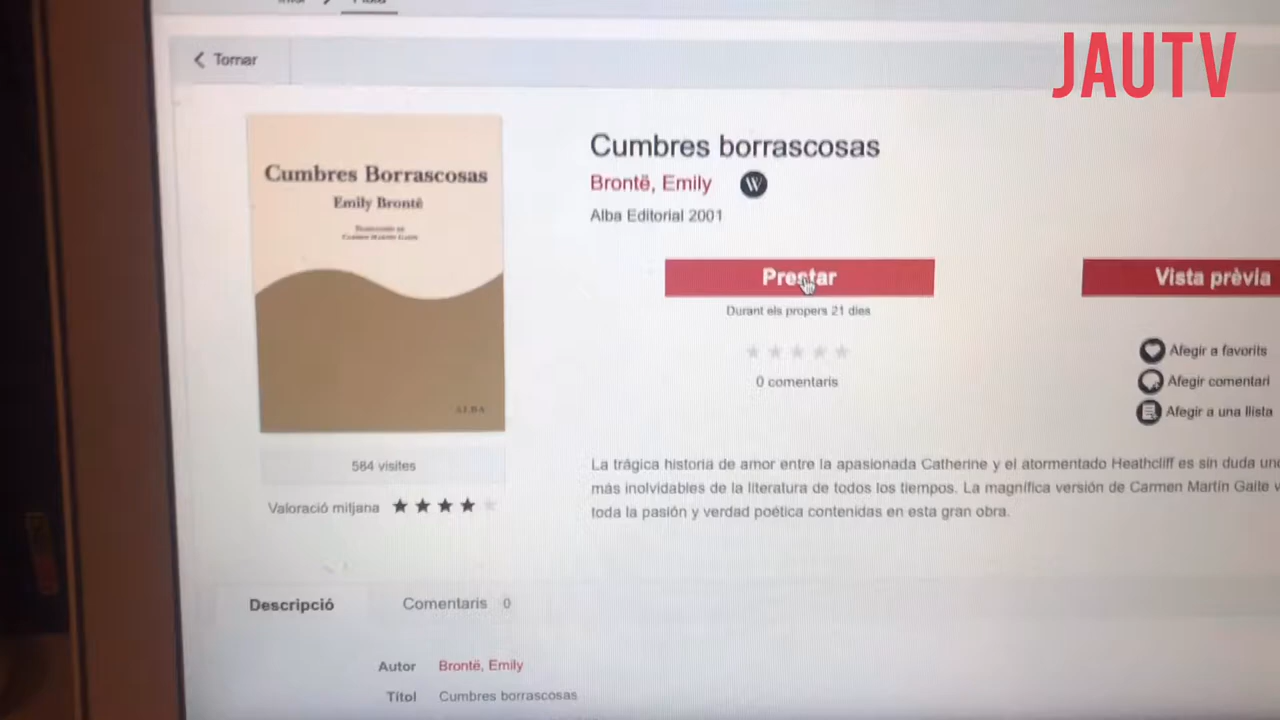 JAUTV
Tornar
Cumbres Borrascosas
Emily Brontë
ALBA
584 visites
Valoració mitjana
Cumbres borrascosas
Brontë, Emily
W
Alba Editorial 2001
Prestar
Durant els propers 21 dies
0 comentaris
Vista prèvia
Afegir a favorits
Afegir comentari
Afegir a una llista
La trágica historia de amor entre la apasionada Catherine y el atormentado Heathcliff es sin duda
más inolvidables de la literatura de todos los tiempos. La magnífica versión de Carmen Martín Gaite
toda la pasión y verdad poética contenidas en esta gran obra.
Descripció
Comentaris 0
Autor Brontë, Emily
Títol Cumbres borrascosas